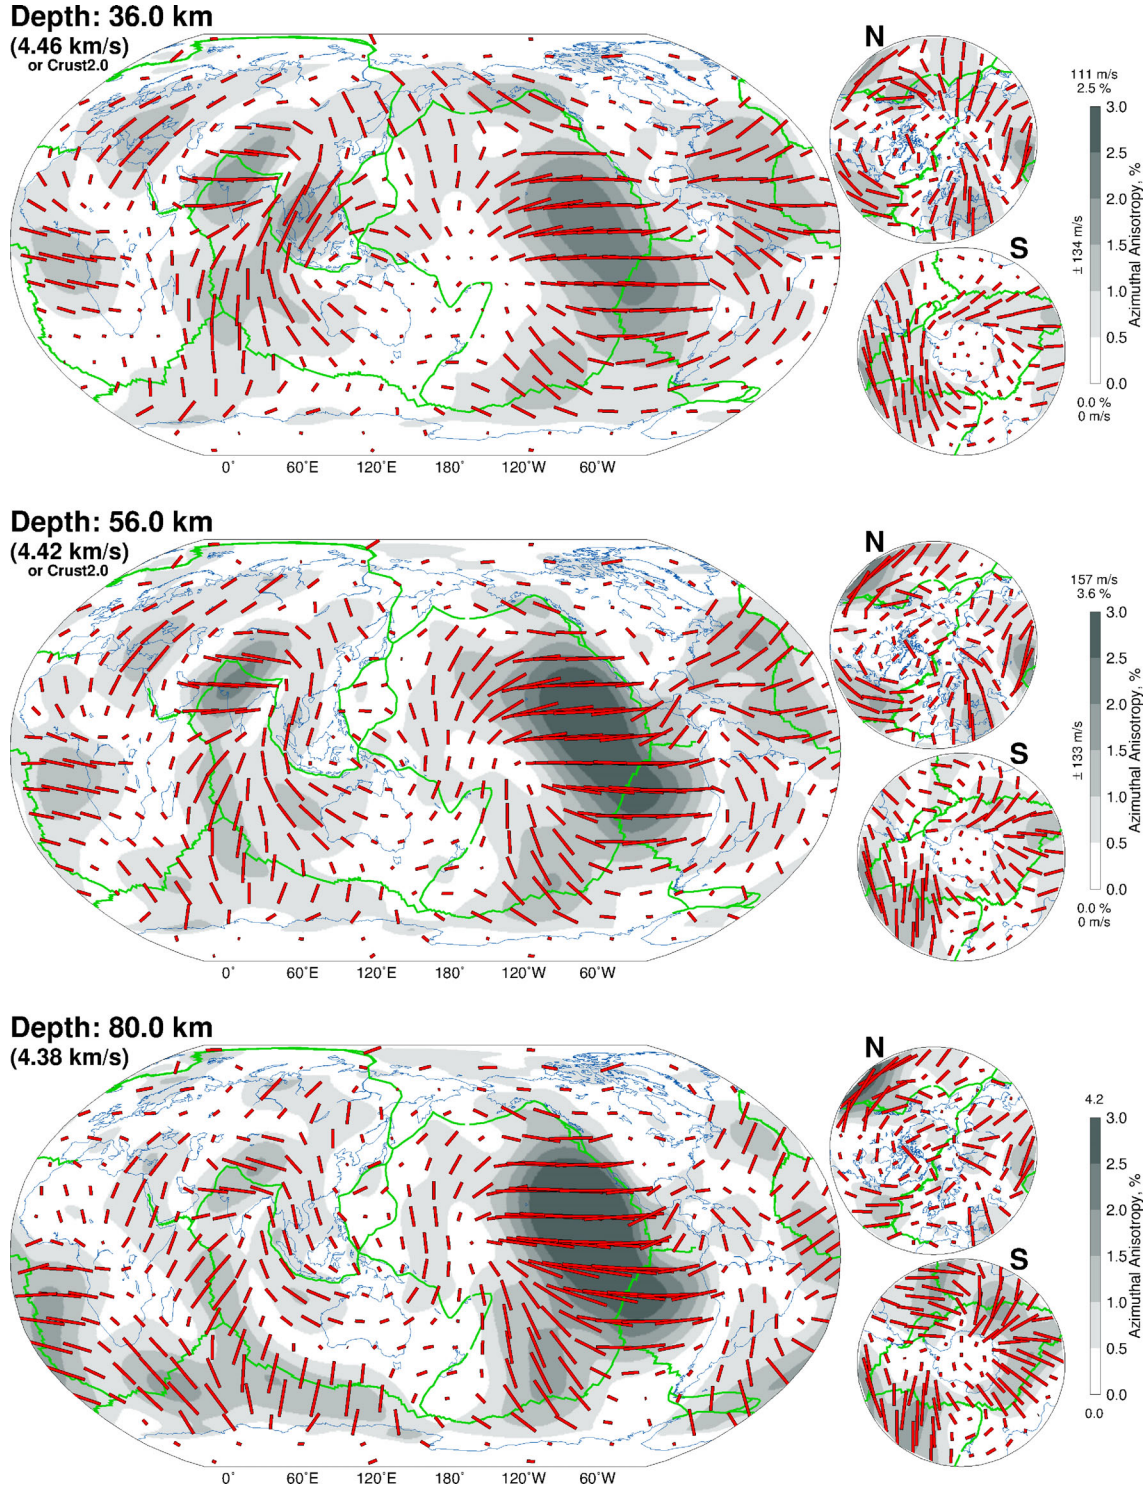 Depth: 36.0 km
(4.46 km/s)
or Crust2.0
N
S
111 m/s
2.5 %
3.0
2.5
2.0
1.5
1.0
0.5
0.0
0.0 %
0 m/s
± 134 m/s
Azimuthal Anisotropy, %
0˚ 60˚E 120˚E 180˚ 120˚W 60˚W
Depth: 56.0 km
(4.42 km/s)
or Crust2.0
N
S
157 m/s
3.6 %
3.0
2.5
2.0
1.5
1.0
0.5
0.0
0.0 %
0 m/s
± 133 m/s
Azimuthal Anisotropy, %
0˚ 60˚E 120˚E 180˚ 120˚W 60˚W
Depth: 80.0 km
(4.38 km/s)
N
S
4.2
3.0
2.5
2.0
1.5
1.0
0.5
0.0
0.0
Azimuthal Anisotropy, %
0˚ 60˚E 120˚E 180˚ 120˚W 60˚W